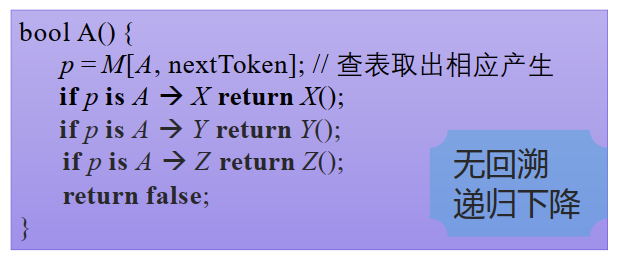 bool A() {
p = M[A, nextToken]; // 查表取出相应产生
if p is A → X return X();
if p is A → Y return Y();
if p is A → Z return Z();
return false;
}
无回溯
递归下降